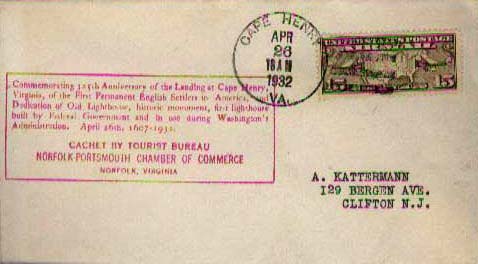 CAPE HENRY
APR
26
1932
VA.
UNITED STATES POSTAGE
AIR MAIL
15 15
Commemorating 325th Anniversary of the Landing at Cape Henry,
Virginia, of the First Permanent English Settlers in America, and
Dedication of Old Lighthouse, historic monument, first lighthouse
built by Federal Government and in use during Washington's
Administration. April 26th, 1607-1932.
CACHET BY TOURIST BUREAU
NORFOLK-PORTSMOUTH CHAMBER OF COMMERCE
NORFOLK, VIRGINIA
A. KATTERMANN
129 BERGEN AVE.
CLIFTON N.J.